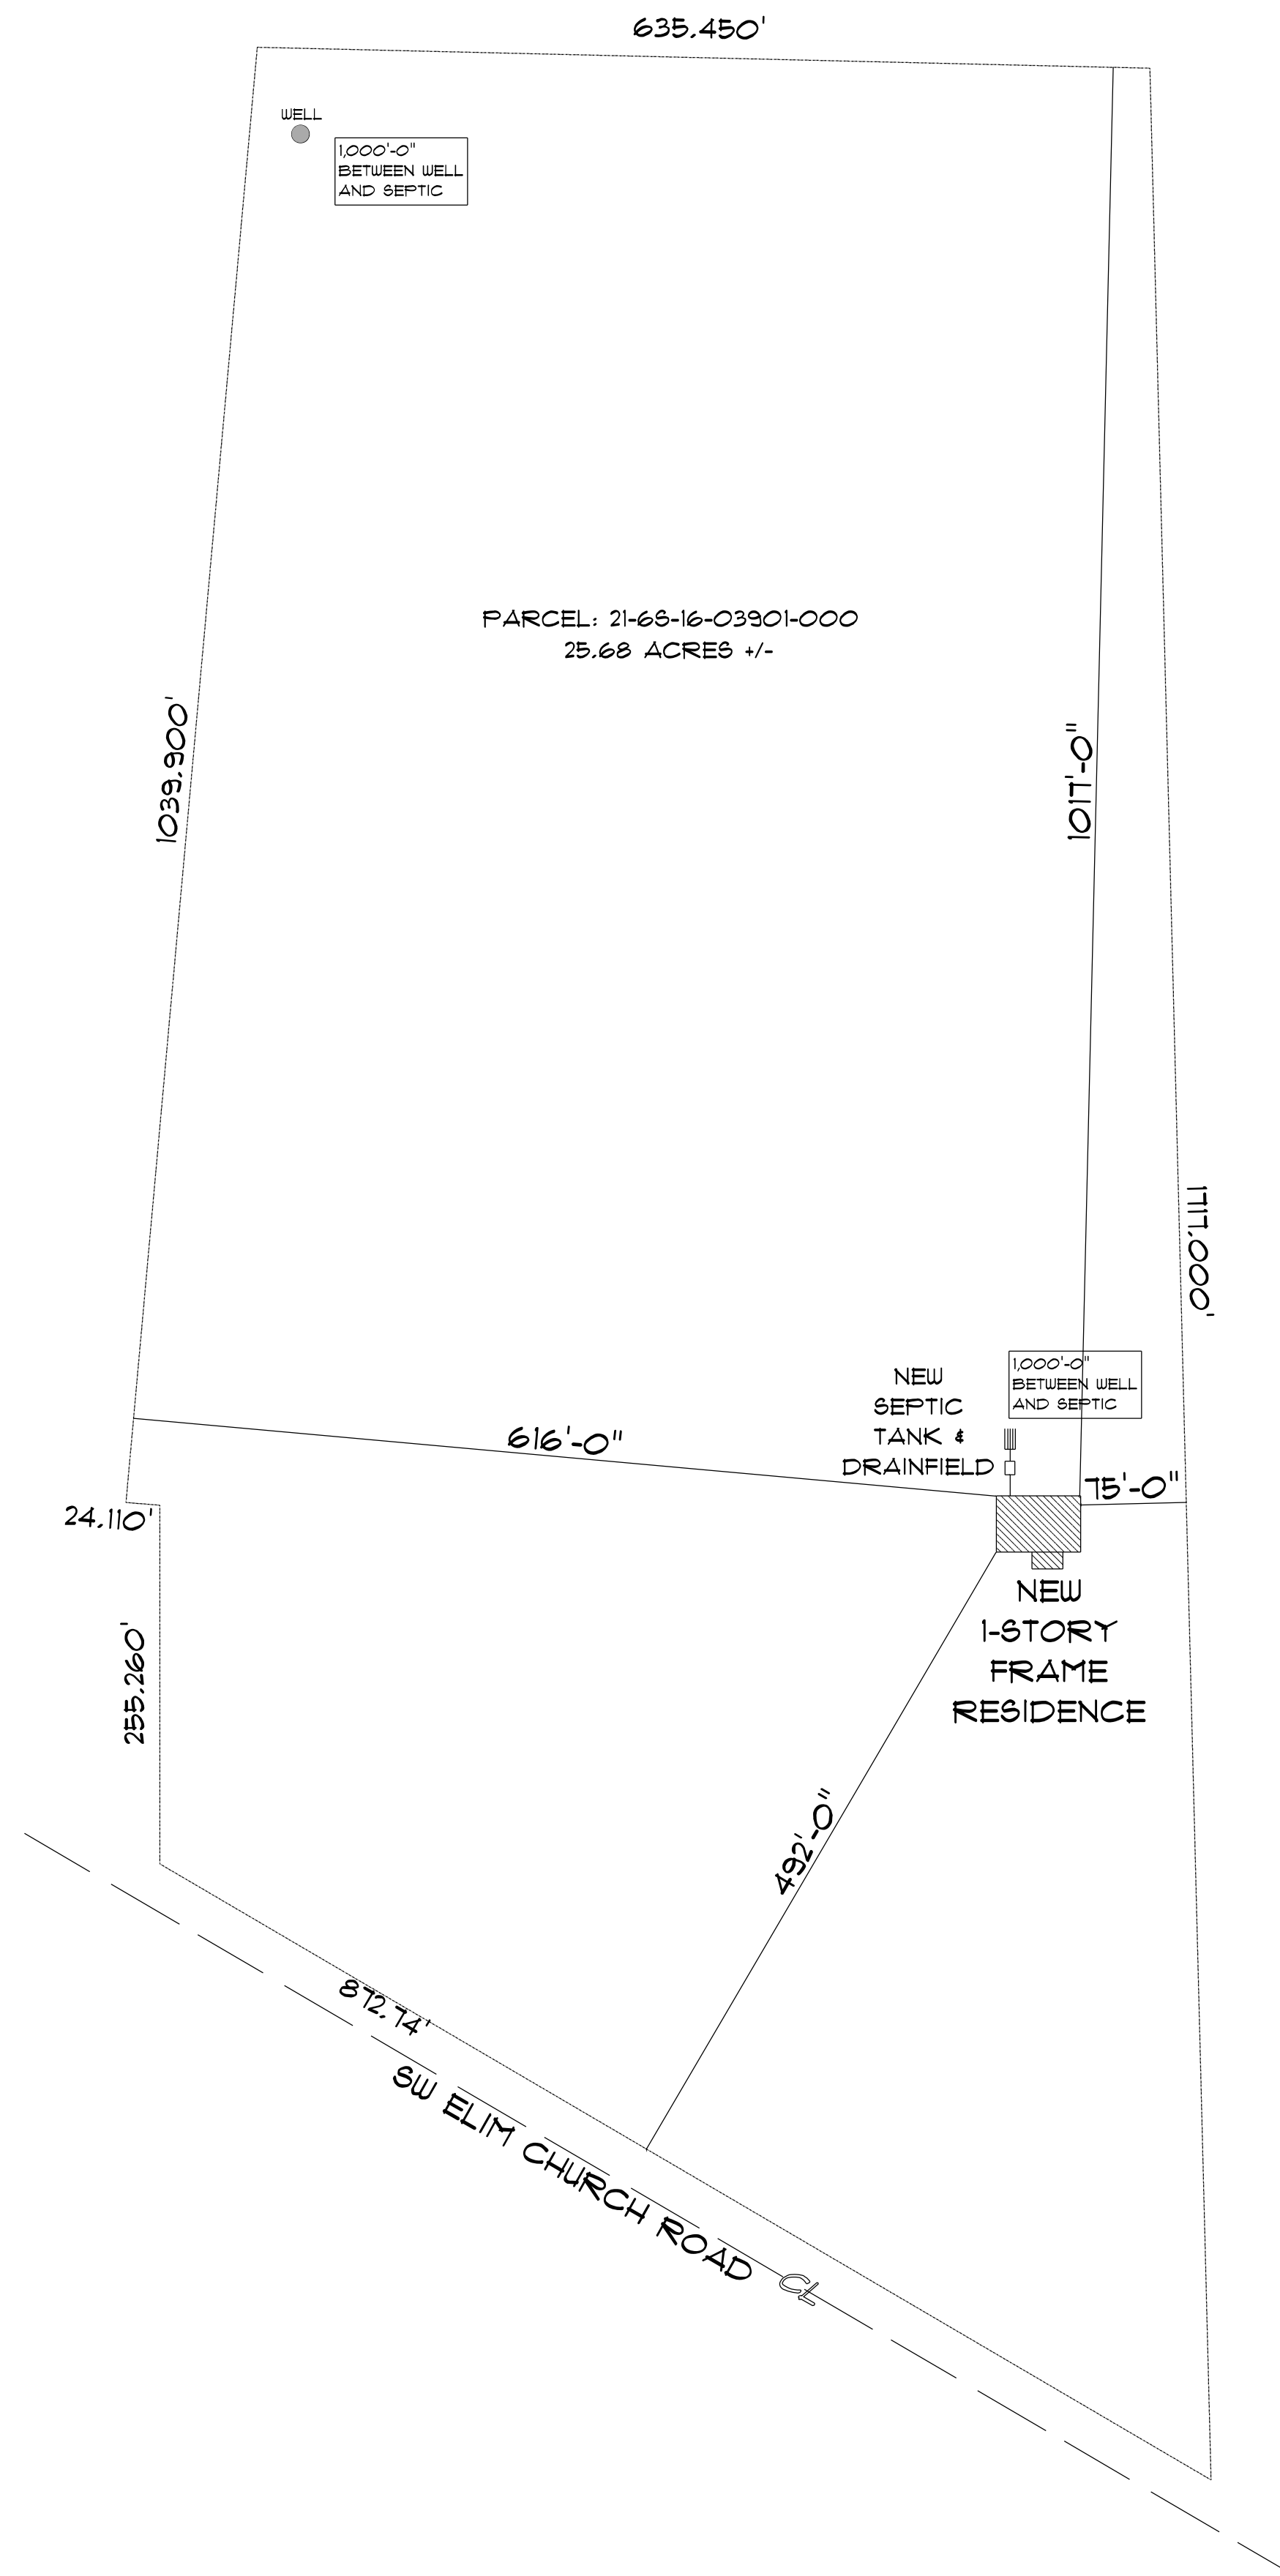 635.450'
WELL
1,000'-0"
BETWEEN WELL
AND SEPTIC
PARCEL: 21-6S-16-03901-000
25.68 ACRES +/-
1039.900'
1017'-0"
1717.000'
1,000'-0"
BETWEEN WELL
AND SEPTIC
NEW
SEPTIC
TANK &
DRAINFIELD
616'-0"
75'-0"
24.110'
NEW
1-STORY
FRAME
RESIDENCE
255.260'
492'-0"
872.74'
SW ELIM CHURCH ROAD
CL